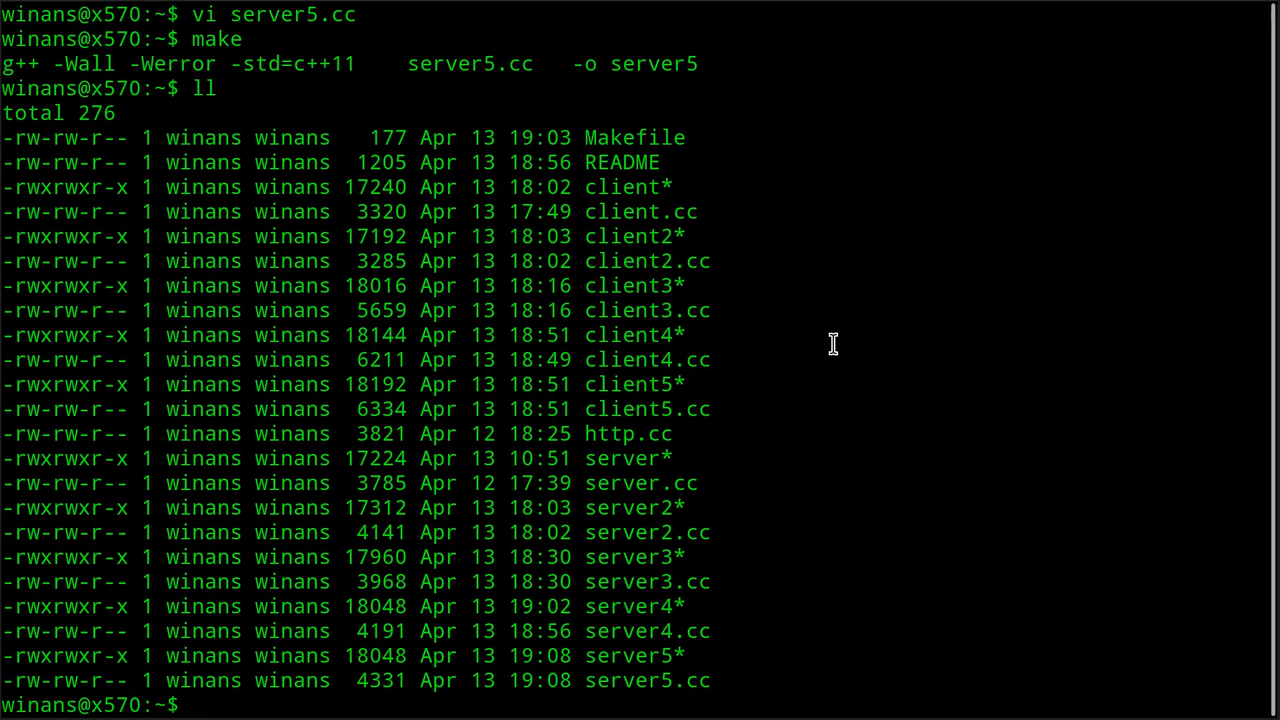 winans@x570:~$ vi server5.cc
winans@x570:~$ make
g++ -Wall -Werror -std=c++11    server5.cc   -o server5
winans@x570:~$ ll
total 276
-rw-rw-r-- 1 winans winans   177 Apr 13 19:03 Makefile
-rw-rw-r-- 1 winans winans  1205 Apr 13 18:56 README
-rwxrwxr-x 1 winans winans 17240 Apr 13 18:02 client*
-rw-rw-r-- 1 winans winans  3320 Apr 13 17:49 client.cc
-rwxrwxr-x 1 winans winans 17192 Apr 13 18:03 client2*
-rw-rw-r-- 1 winans winans  3285 Apr 13 18:02 client2.cc
-rwxrwxr-x 1 winans winans 18016 Apr 13 18:16 client3*
-rw-rw-r-- 1 winans winans  5659 Apr 13 18:16 client3.cc
-rwxrwxr-x 1 winans winans 18144 Apr 13 18:51 client4*
-rw-rw-r-- 1 winans winans  6211 Apr 13 18:49 client4.cc
-rwxrwxr-x 1 winans winans 18192 Apr 13 18:51 client5*
-rw-rw-r-- 1 winans winans  6334 Apr 13 18:51 client5.cc
-rw-rw-r-- 1 winans winans  3821 Apr 12 18:25 http.cc
-rwxrwxr-x 1 winans winans 17224 Apr 13 10:51 server*
-rw-rw-r-- 1 winans winans  3785 Apr 12 17:39 server.cc
-rwxrwxr-x 1 winans winans 17312 Apr 13 18:03 server2*
-rw-rw-r-- 1 winans winans  4141 Apr 13 18:02 server2.cc
-rwxrwxr-x 1 winans winans 17960 Apr 13 18:30 server3*
-rw-rw-r-- 1 winans winans  3968 Apr 13 18:30 server3.cc
-rwxrwxr-x 1 winans winans 18048 Apr 13 19:02 server4*
-rw-rw-r-- 1 winans winans  4191 Apr 13 18:56 server4.cc
-rwxrwxr-x 1 winans winans 18048 Apr 13 19:08 server5*
-rw-rw-r-- 1 winans winans  4331 Apr 13 19:08 server5.cc
winans@x570:~$